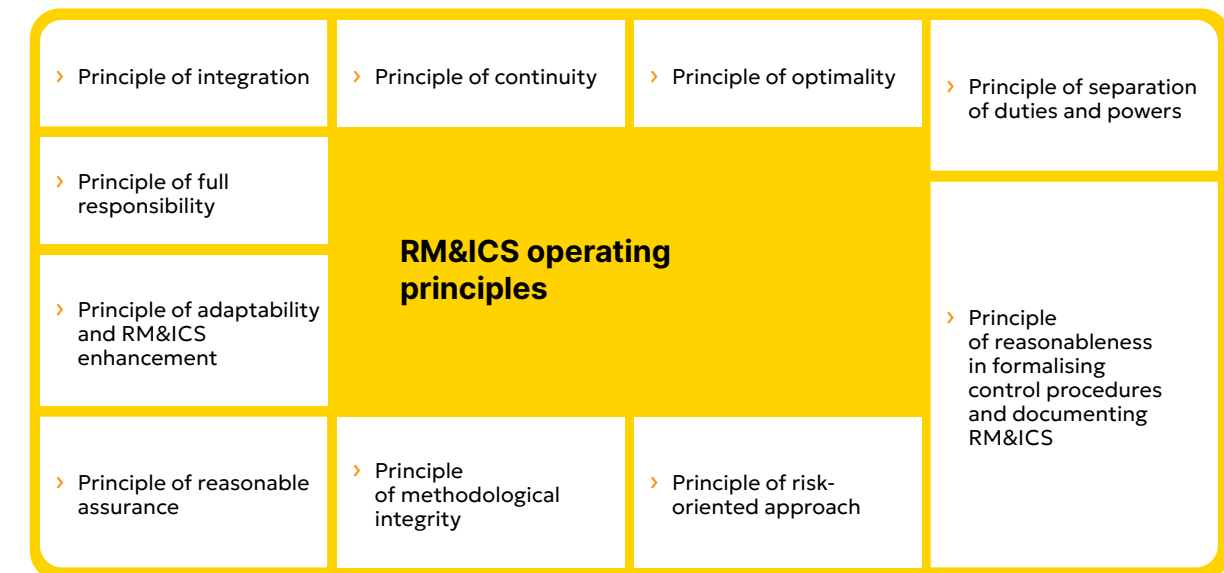 › Principle of integration
› Principle of continuity
› Principle of optimality
› Principle of separation
of duties and powers
› Principle of full
responsibility
RM&ICS operating
principles
› Principle of adaptability
and RM&ICS
enhancement
› Principle
of reasonableness
in formalising
control procedures
and documenting
RM&ICS
› Principle of reasonable
assurance
› Principle
of methodological
integrity
› Principle of risk-
oriented approach